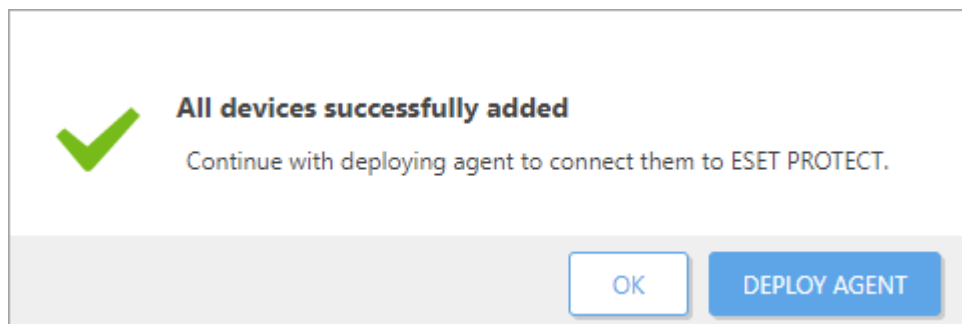 All devices successfully added
Continue with deploying agent to connect them to ESET PROTECT.
OK
DEPLOY AGENT